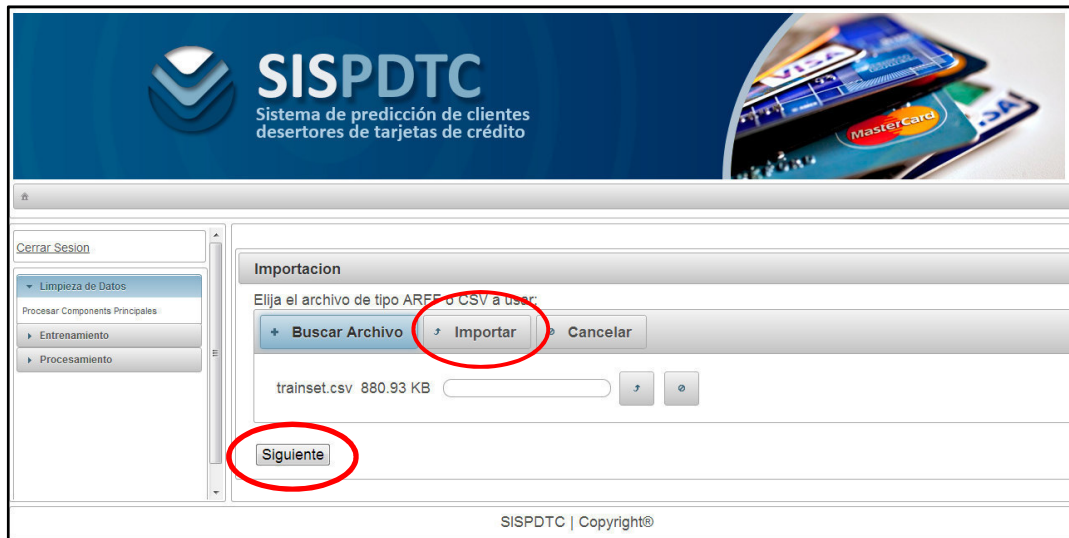 SISPDTC
Sistema de predicción de clientes
desertores de tarjetas de crédito
VISA
MasterCard
VISA
Cerrar Sesion
Limpieza de Datos
Procesar Components Principales
Entrenamiento
Procesamiento
Importacion
Elija el archivo de tipo ARFF o CSV a usar:
+ Buscar Archivo Importar Cancelar
trainset.csv 880.93 KB
Siguiente
SISPDTC | Copyright®